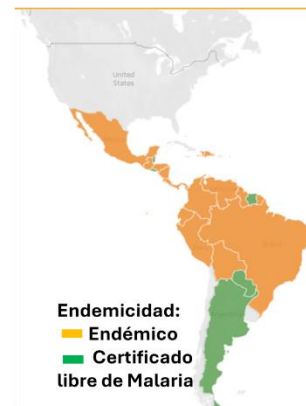 United
States
Endemicidad:
Endémico
Certificado
libre de Malaria